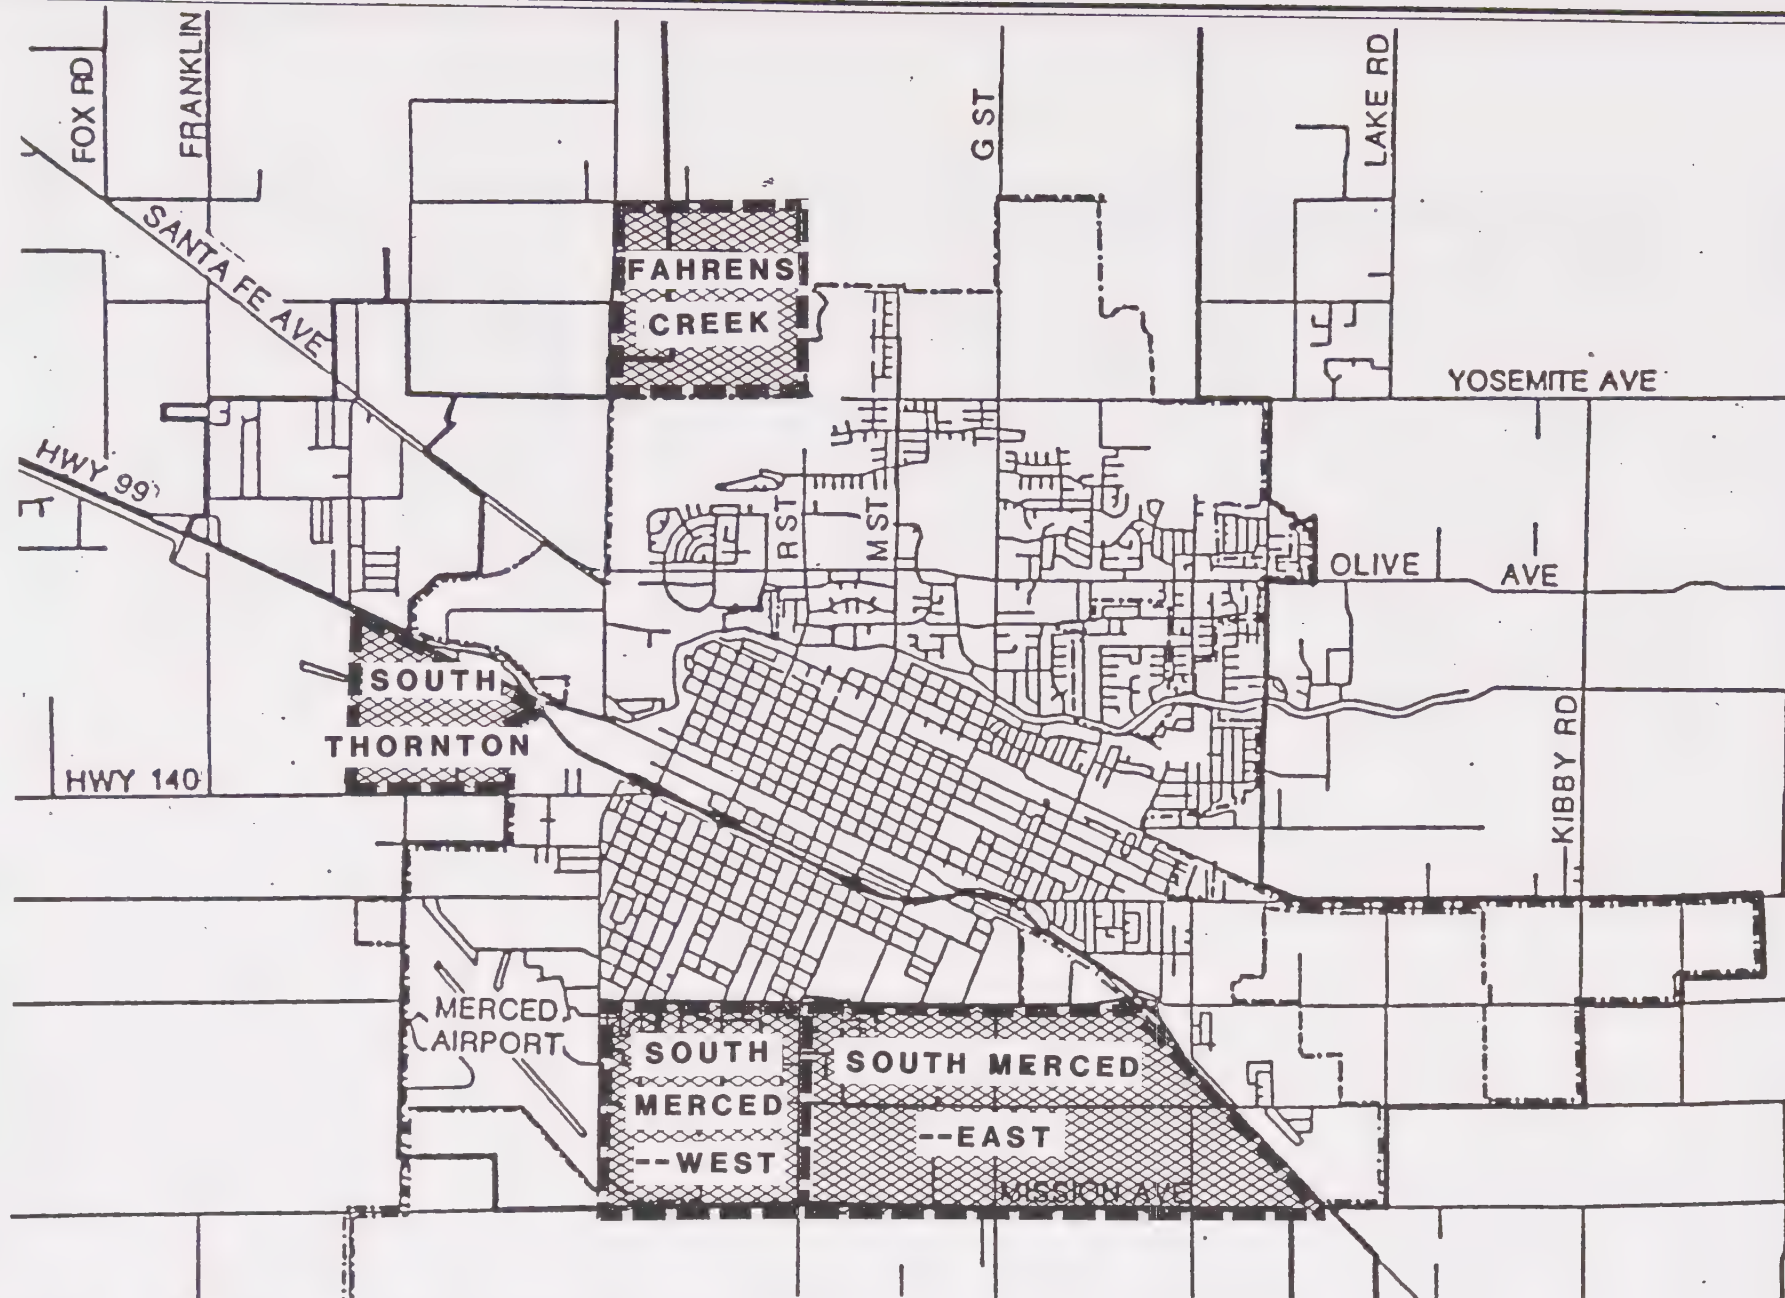 FOX RD
FRANKLIN
G ST
LAKE RD
SANTA FE AVE
FAHRENS
CREEK
YOSEMITE AVE
HWY 99
R ST
M ST
OLIVE AVE
SOUTH
THORNTON
HWY 140
KIBBY RD
MERCED
AIRPORT
SOUTH
MERCED
--WEST
SOUTH MERCED
--EAST
MISSION AVE